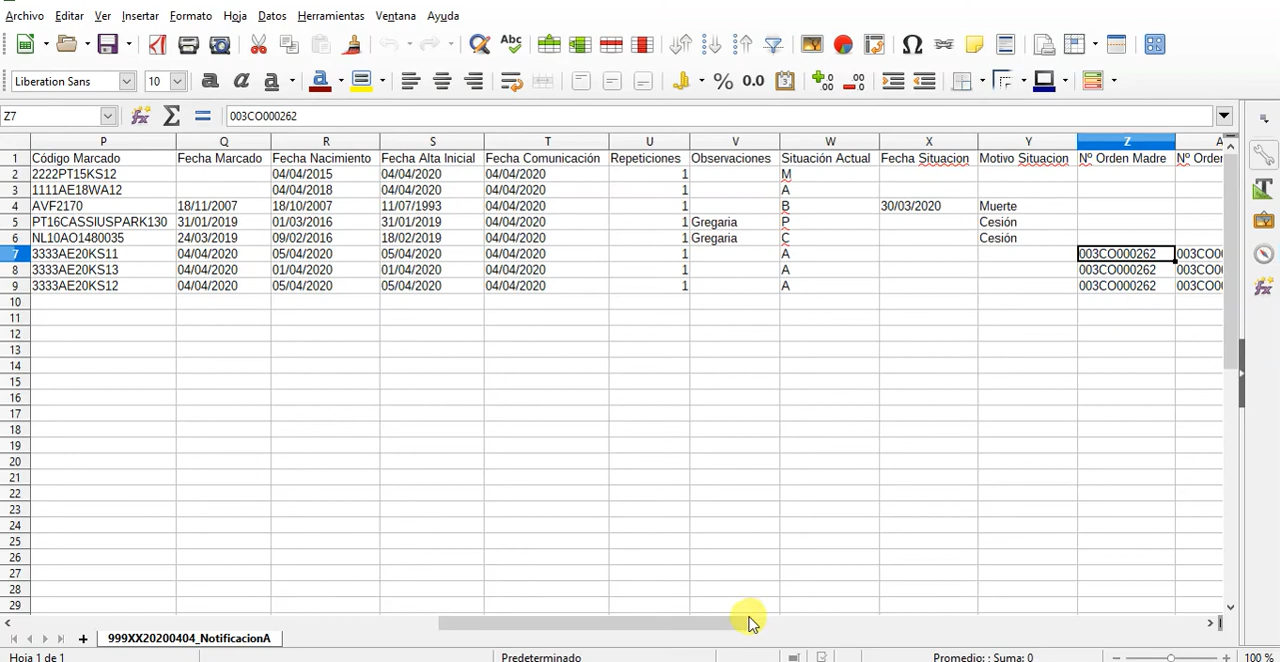 Archivo Editar Ver Insertar Formato Hoja Datos Herramientas Ventana Ayuda
Abc
Liberation Sans 10 a a a a % 0.0
Z7 003CO000262
P Q R S T U V W X Y Z
1 Código Marcado Fecha Marcado Fecha Nacimiento Fecha Alta Inicial Fecha Comunicación Repeticiones Observaciones Situación Actual Fecha Situacion Motivo Situacion Nº Orden Madre Nº Orden
2 2222PT15KS12 04/04/2015 04/04/2020 04/04/2020 1 M
3 1111AE18WA12 04/04/2018 04/04/2020 04/04/2020 1 A
4 AVF2170 18/11/2007 18/10/2007 11/07/1993 04/04/2020 1 B 30/03/2020 Muerte
5 PT16CASSIUSPARK130 31/01/2019 01/03/2016 31/01/2019 04/04/2020 1 Gregaria P Cesión
6 NL10AO1480035 24/03/2019 09/02/2016 18/02/2019 04/04/2020 1 Gregaria C Cesión
7 3333AE20KS11 04/04/2020 05/04/2020 05/04/2020 04/04/2020 1 A 003CO000262 003CO0
8 3333AE20KS13 04/04/2020 01/04/2020 01/04/2020 04/04/2020 1 A 003CO000262 003CO0
9 3333AE20KS12 04/04/2020 05/04/2020 05/04/2020 04/04/2020 1 A 003CO000262 003CO0
10
11
12
13
14
15
16
17
18
19
20
21
22
23
24
25
26
27
28
29
999XX20200404_NotificacionA
Hoja 1 de 1 Predeterminado Promedio: ; Suma: 0 100 %